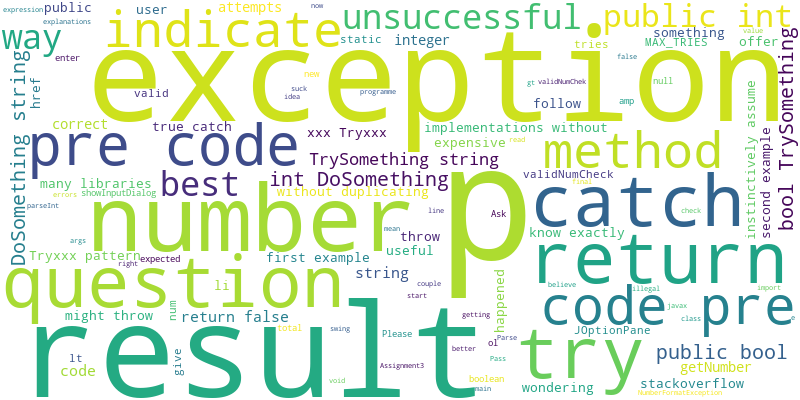 expression public user attempts now
explanations
way indicate unsuccessful public int
static integer tries MAX_TRIES something offer
exception
enter false value
DoSomething string href valid new suck idea programme gt validNumChek null
follow amp bool TrySomething
correct true catch xxx Tryxxx implementations without
pre code expensive read method
TrySomething string instinctively assume second example
best int DoSomething validNumCheck
many libraries showInputDialog without duplicating
errors catch
parseInt number p Ask check
args line
mean throw know exactly
Tryxxx pattern right expected first example useful
question string couple happened return
li believe illegal import
num start code pre
might throw return false getting javax class e
total swing Please ol Parse JOptionPane
result try
lt give better public bool
code Assignment3 Pass getNumber
void boolean main wondering stackoverflow
NumberFormatException